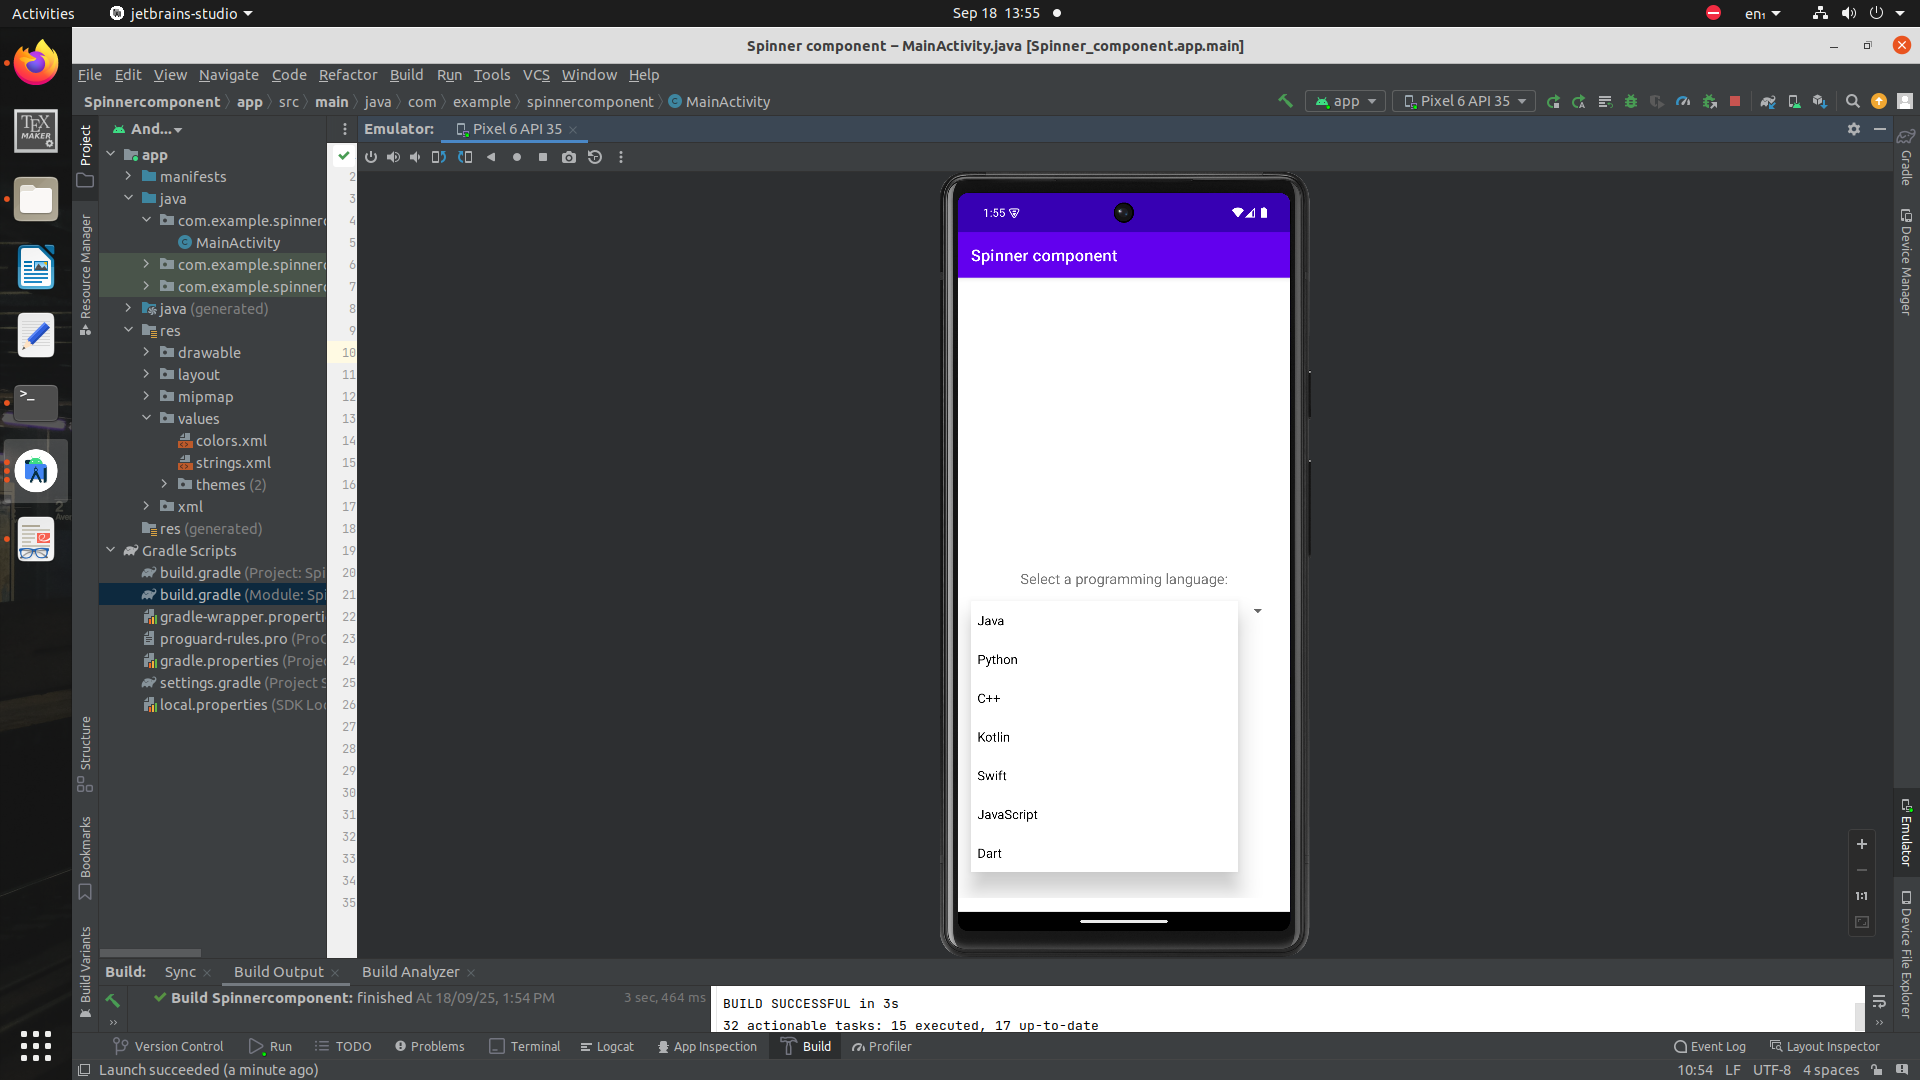 Activities
jetbrains-studio
Sep 18 13:55
en₁
Spinner component – MainActivity.java [Spinner_component.app.main]
File Edit View Navigate Code Refactor Build Run Tools VCS Window Help
Spinnercomponent app src main java com example spinnercomponent MainActivity
app
Pixel 6 API 35
Project
Resource Manager
Structure
Bookmarks
Build Variants
And...
app
manifests
java
com.example.spinnerc
MainActivity
com.example.spinnerc
com.example.spinnerc
java (generated)
res
drawable
layout
mipmap
values
colors.xml
strings.xml
themes (2)
xml
res (generated)
Gradle Scripts
build.gradle (Project: Spi
build.gradle (Module: Spi
gradle-wrapper.properti
proguard-rules.pro (ProG
gradle.properties (Projec
settings.gradle (Project S
local.properties (SDK Loc
2
3
4
5
6
7
8
9
10
11
12
13
14
15
16
17
18
19
20
21
22
23
24
25
26
27
28
29
30
31
32
33
34
35
Emulator: Pixel 6 API 35
1:55
Spinner component
Select a programming language:
Java
Python
C++
Kotlin
Swift
JavaScript
Dart
1:1
Gradle
Device Manager
Emulator
Device File Explorer
Build: Sync Build Output Build Analyzer
Build Spinnercomponent: finished At 18/09/25, 1:54 PM 3 sec, 464 ms
BUILD SUCCESSFUL in 3s
32 actionable tasks: 15 executed, 17 up-to-date
Version Control Run TODO Problems Terminal Logcat App Inspection Build Profiler Event Log Layout Inspector
Launch succeeded (a minute ago) 10:54 LF UTF-8 4 spaces
TEX
MAKER